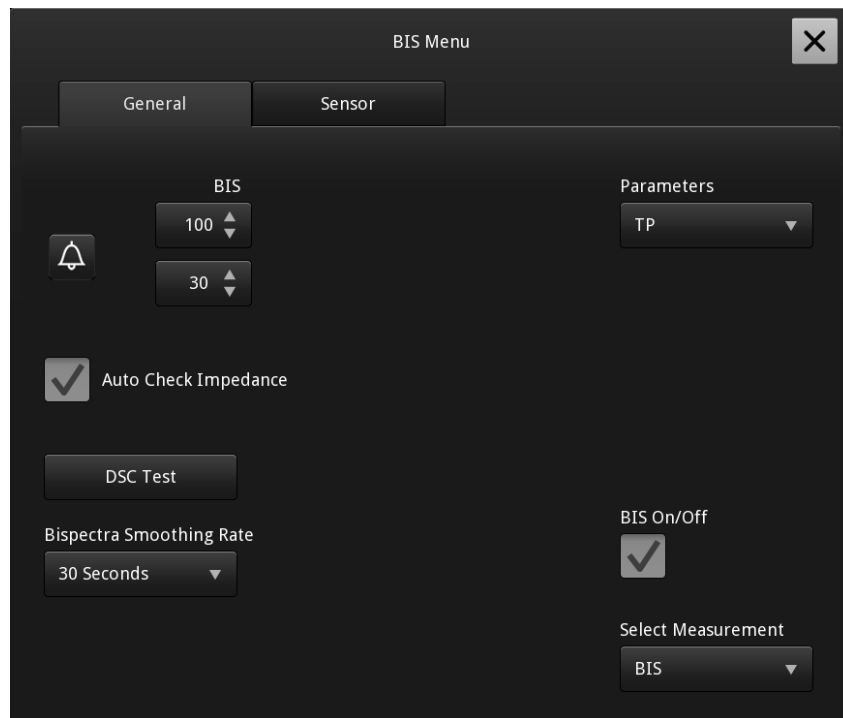 BIS Menu
General
Sensor
BIS
100
30
Parameters
TP
Auto Check Impedance
DSC Test
Bispectra Smoothing Rate
30 Seconds
BIS On/Off
Select Measurement
BIS